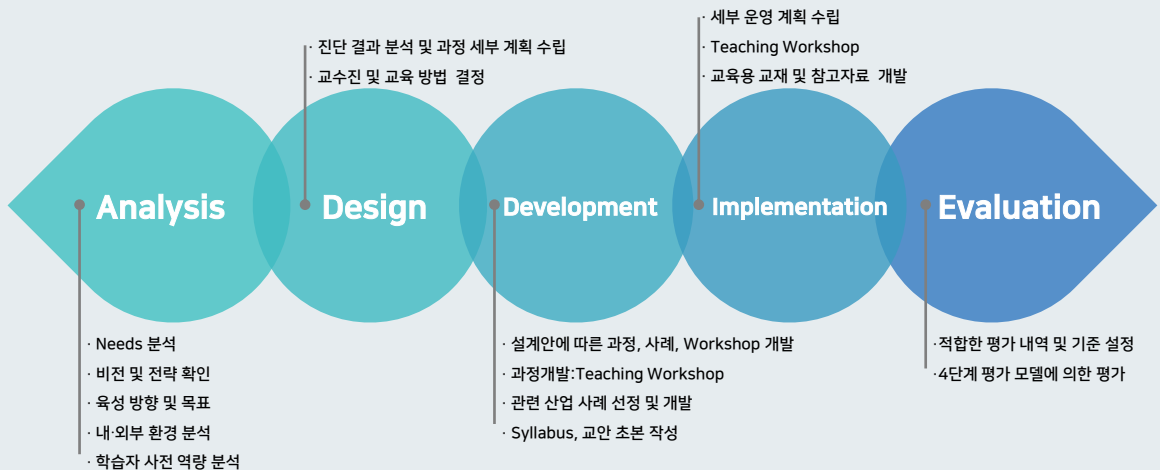 Analysis
· Needs 분석
· 비전 및 전략 확인
· 육성 방향 및 목표
· 내·외부 환경 분석
· 학습자 사전 역량 분석
Design
· 진단 결과 분석 및 과정 세부 계획 수립
· 교수진 및 교육 방법 결정
Development
· 설계안에 따른 과정, 사례, Workshop 개발
· 과정개발:Teaching Workshop
· 관련 산업 사례 선정 및 개발
· Syllabus, 교안 초본 작성
Implementation
· 세부 운영 계획 수립
· Teaching Workshop
· 교육용 교재 및 참고자료 개발
Evaluation
·적합한 평가 내역 및 기준 설정
·4단계 평가 모델에 의한 평가